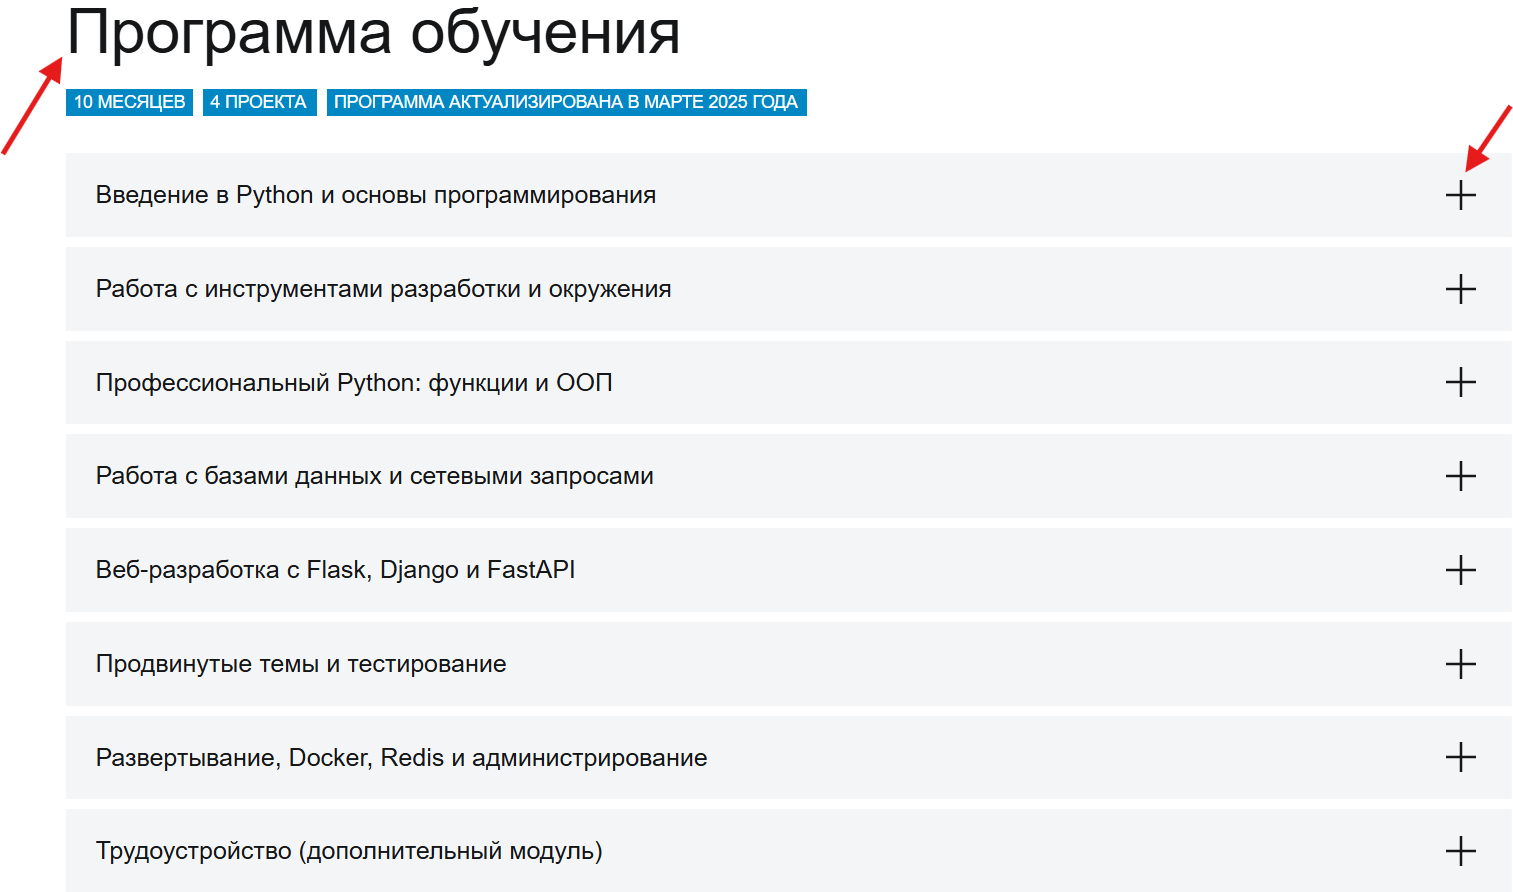 Программа обучения
10 МЕСЯЦЕВ 4 ПРОЕКТА ПРОГРАММА АКТУАЛИЗИРОВАНА В МАРТЕ 2025 ГОДА
Введение в Python и основы программирования
Работа с инструментами разработки и окружения
Профессиональный Python: функции и ООП
Работа с базами данных и сетевыми запросами
Веб-разработка с Flask, Django и FastAPI
Продвинутые темы и тестирование
Развертывание, Docker, Redis и администрирование
Трудоустройство (дополнительный модуль)